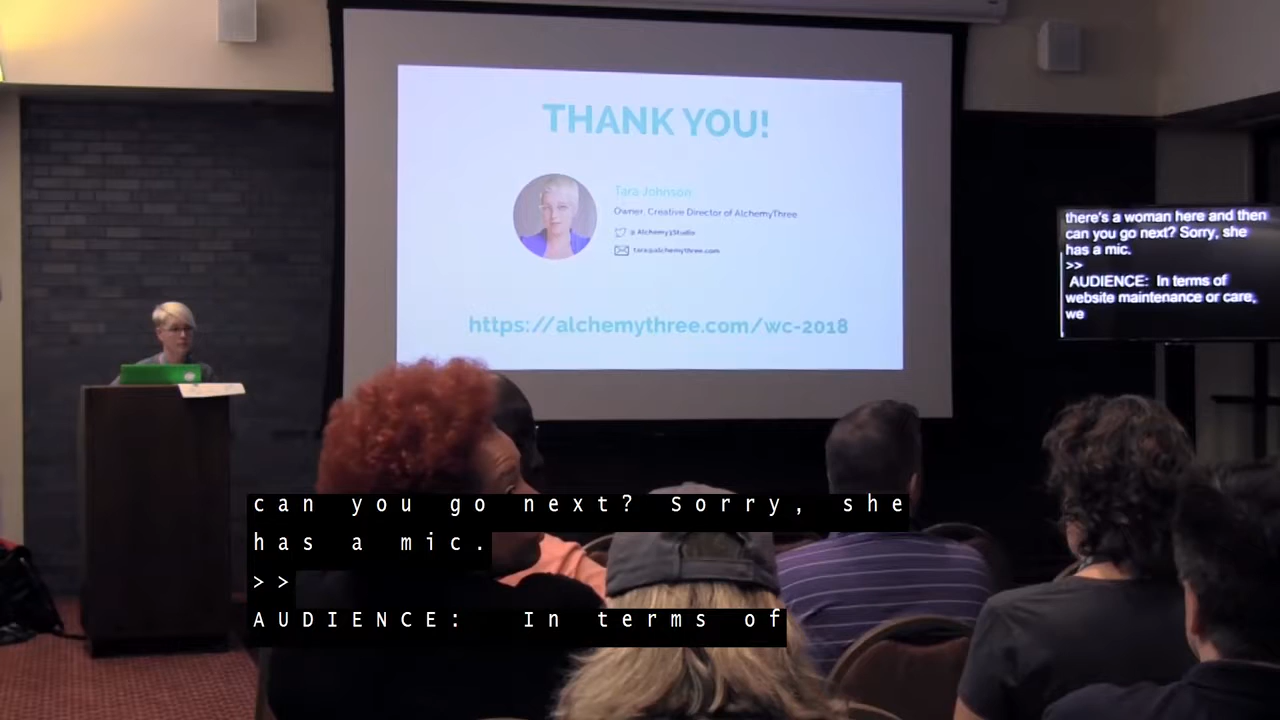 THANK YOU!
Tara Johnson
Owner, Creative Director of AlchemyThree
@Alchemy3Studio
tara@alchemythree.com
https://alchemythree.com/wc-2018
there's a woman here and then
can you go next? Sorry, she
has a mic.
>>
AUDIENCE: In terms of
website maintenance or care,
we
can you go next? Sorry, she
has a mic.
>>
AUDIENCE: In terms of